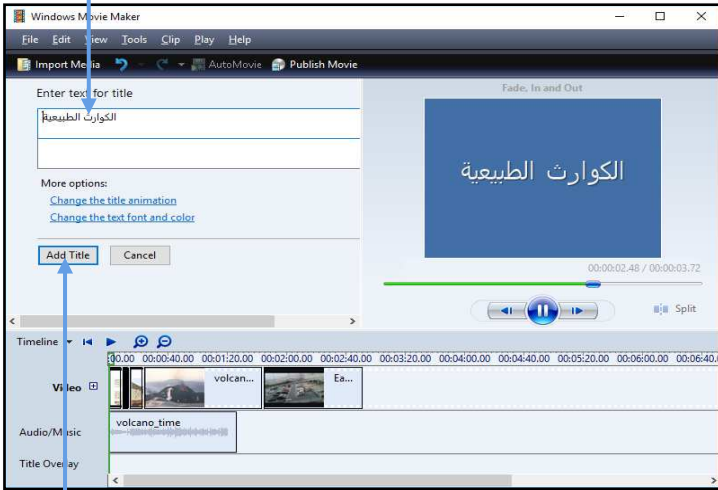 Windows Movie Maker
File Edit View Tools Clip Play Help
Import Media AutoMovie Publish Movie
Enter text for title
الكوارث الطبيعية
More options:
Change the title animation
Change the text font and color
Add Title Cancel
Fade, In and Out
الكوارث الطبيعية
00:00:02.48 / 00:00:03.72
Split
Timeline
00.00 00:00:40.00 00:01:20.00 00:02:00.00 00:02:40.00 00:03:20.00 00:04:00.00 00:04:40.00 00:05:20.00 00:06:00.00 00:06:40.
Video volcan... Ea...
Audio/Music volcano_time
Title Overlay